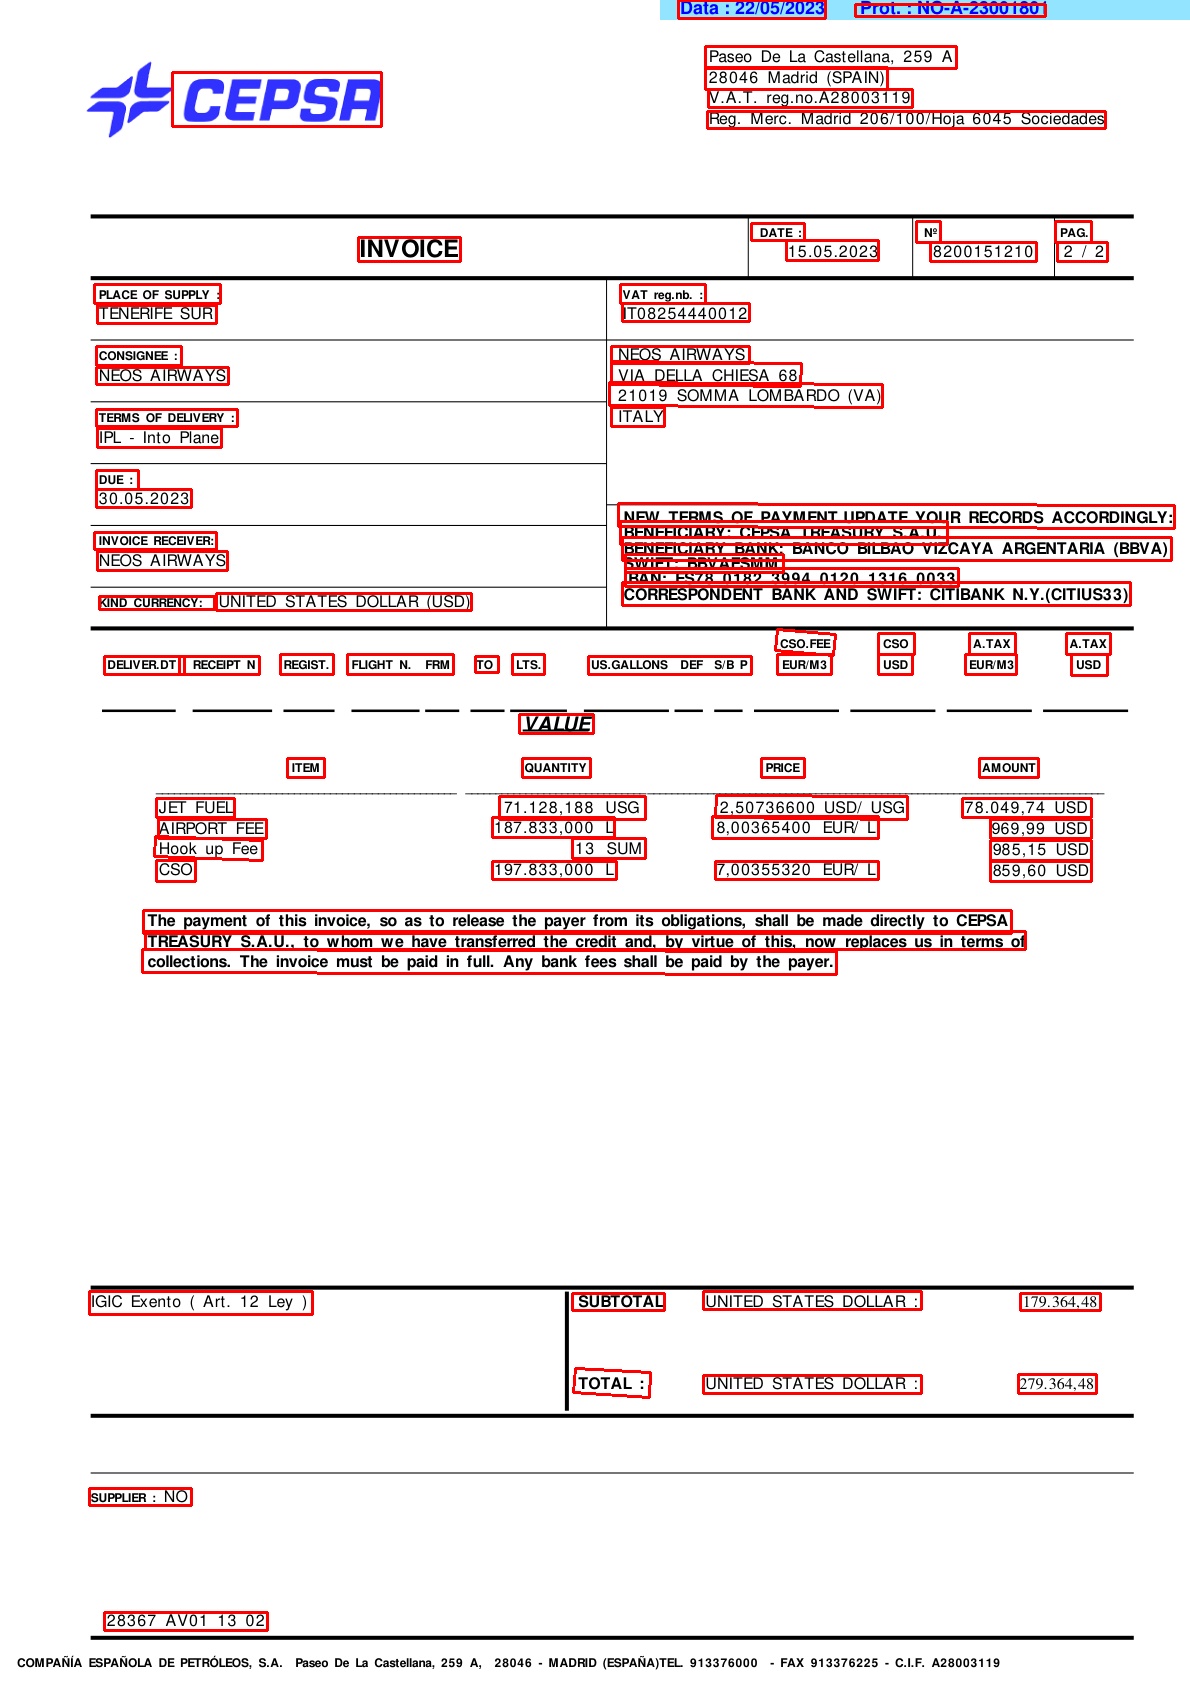 Data : 22/05/2023 Prot. : NO-A-2300180
CEPSA
Paseo De La Castellana, 259 A
28046 Madrid (SPAIN)
V.A.T. reg.no.A28003119
Reg. Merc. Madrid 206/100/Hoja 6045 Sociedades
INVOICE
DATE :
15.05.2023
Nº
8200151210
PAG.
2 / 2
PLACE OF SUPPLY :
TENERIFE SUR
VAT reg.nb. :
IT08254440012
CONSIGNEE :
NEOS AIRWAYS
NEOS AIRWAYS
VIA DELLA CHIESA 68
21019 SOMMA LOMBARDO (VA)
ITALY
TERMS OF DELIVERY :
IPL - Into Plane
DUE :
30.05.2023
INVOICE RECEIVER:
NEOS AIRWAYS
KIND CURRENCY: UNITED STATES DOLLAR (USD)
NEW TERMS OF PAYMENT,UPDATE YOUR RECORDS ACCORDINGLY:
BENEFICIARY: CEPSA TREASURY S.A.U.
BENEFICIARY BANK: BANCO BILBAO VIZCAYA ARGENTARIA (BBVA)
SWIFT: BBVAESMM
IBAN: ES78 0182 3994 0120 1316 0033
CORRESPONDENT BANK AND SWIFT: CITIBANK N.Y.(CITIUS33)
CSO.FEE CSO A.TAX A.TAX
DELIVER.DT RECEIPT N REGIST. FLIGHT N. FRM TO LTS. US.GALLONS DEF S/B P EUR/M3 USD EUR/M3 USD
VALUE
ITEM QUANTITY PRICE AMOUNT
JET FUEL 71.128,188 USG 2,50736600 USD/ USG 78.049,74 USD
AIRPORT FEE 187.833,000 L 8,00365400 EUR/ L 969,99 USD
Hook up Fee 13 SUM 985,15 USD
CSO 197.833,000 L 7,00355320 EUR/ L 859,60 USD
The payment of this invoice, so as to release the payer from its obligations, shall be made directly to CEPSA
TREASURY S.A.U., to whom we have transferred the credit and, by virtue of this, now replaces us in terms of
collections. The invoice must be paid in full. Any bank fees shall be paid by the payer.
IGIC Exento ( Art. 12 Ley )
SUBTOTAL UNITED STATES DOLLAR : 179.364,48
TOTAL : UNITED STATES DOLLAR : 279.364,48
SUPPLIER : NO
28367 AV01 13 02
COMPAÑÍA ESPAÑOLA DE PETRÓLEOS, S.A. Paseo De La Castellana, 259 A, 28046 - MADRID (ESPAÑA)TEL. 913376000 - FAX 913376225 - C.I.F. A28003119